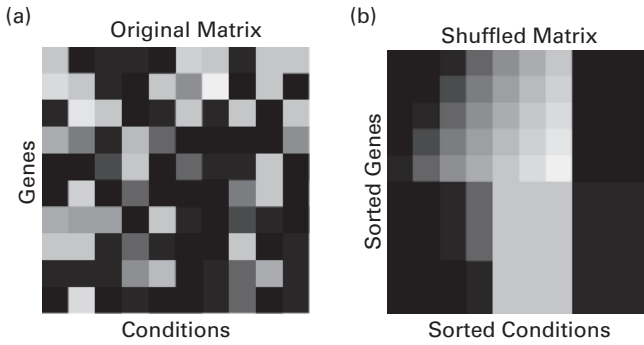 (a)
Original Matrix
Genes
Conditions
(b)
Shuffled Matrix
Sorted Genes
Sorted Conditions